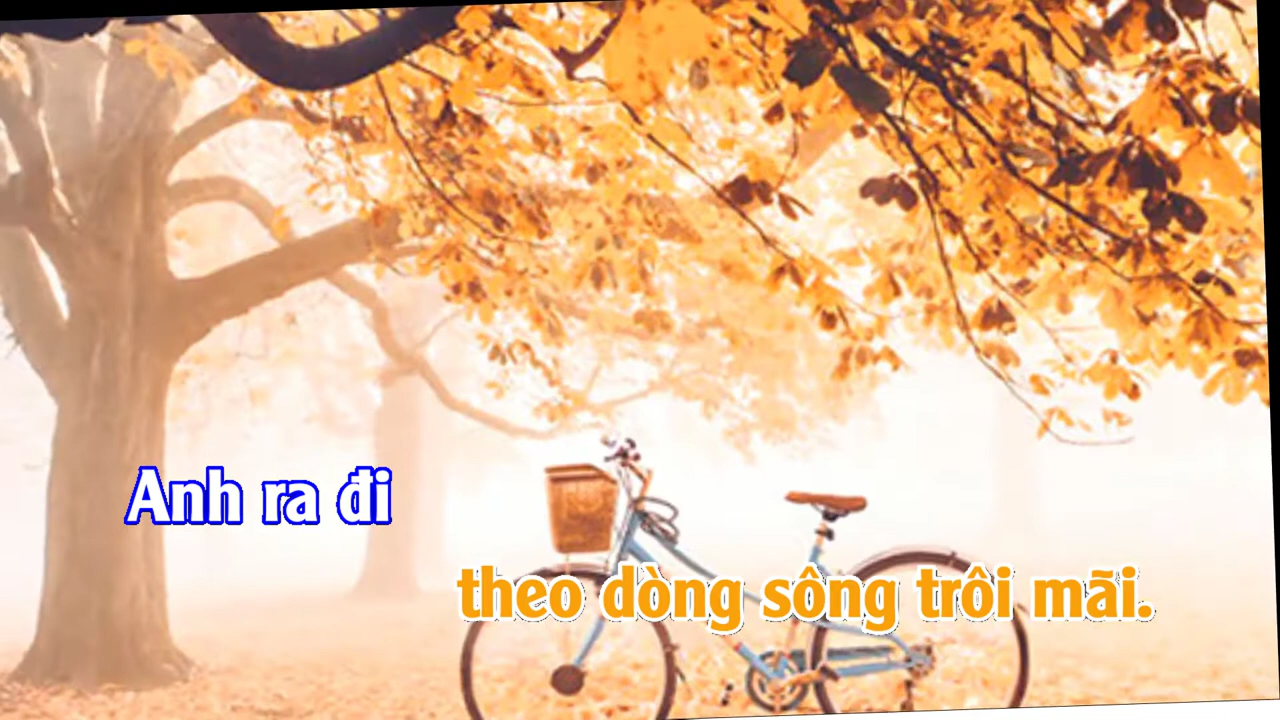 Anh ra đi
theo dòng sông trôi mãi.